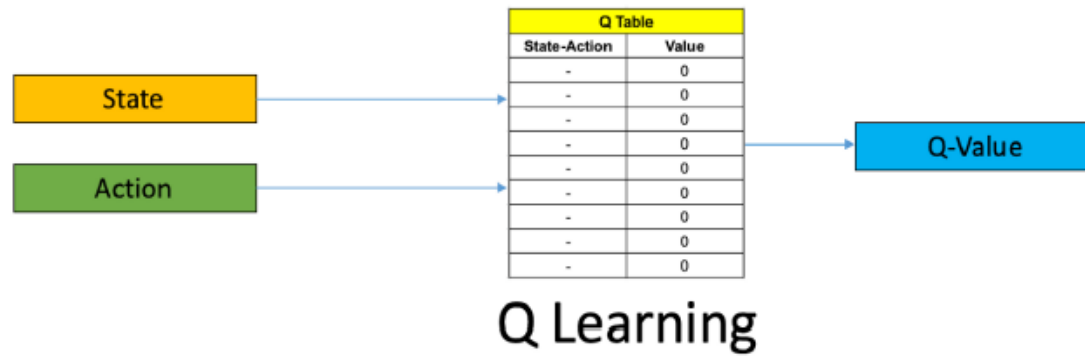 Q Table
State-Action Value
- 0
- 0
- 0
- 0
- 0
- 0
- 0
- 0
- 0
State
Action
Q-Value
Q Learning